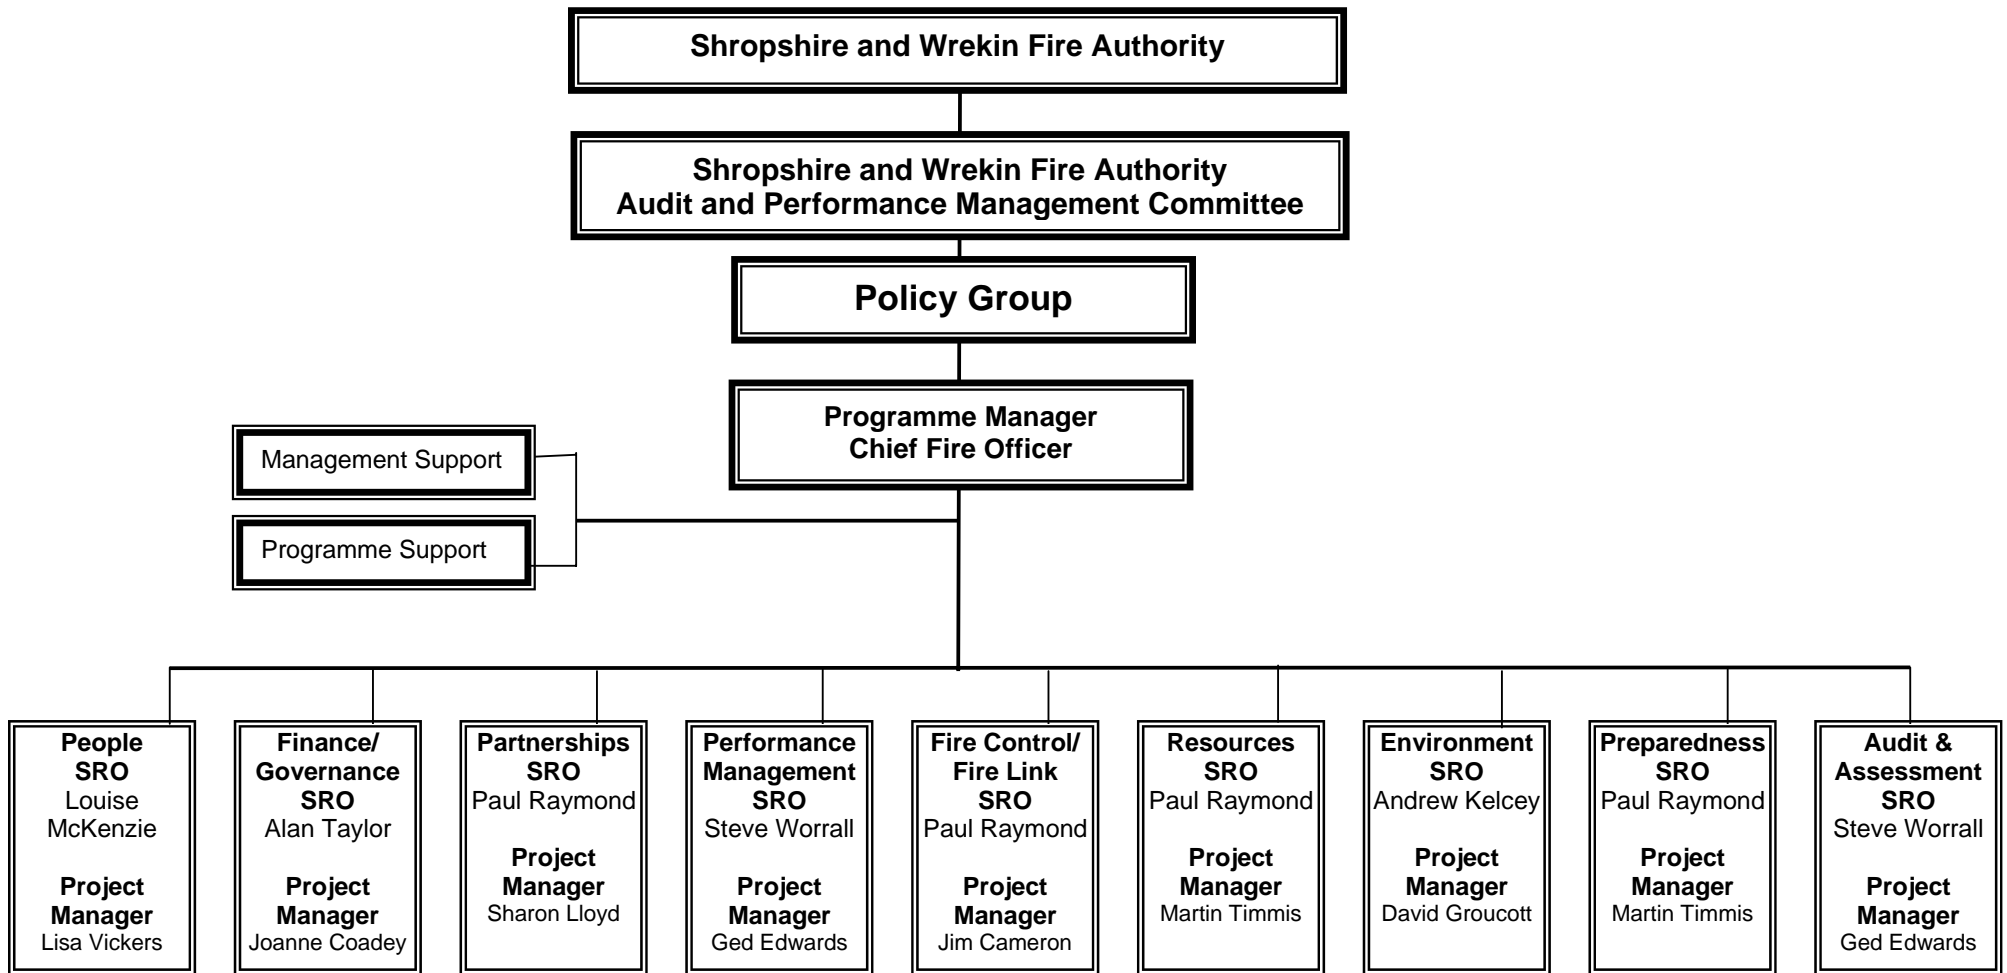 Shropshire and Wrekin Fire Authority
Shropshire and Wrekin Fire Authority
Audit and Performance Management Committee
Policy Group
Programme Manager
Chief Fire Officer
Management Support
Programme Support
People
SRO
Louise
McKenzie
Project
Manager
Lisa Vickers
Finance/
Governance
SRO
Alan Taylor
Project
Manager
Joanne Coadey
Partnerships
SRO
Paul Raymond
Project
Manager
Sharon Lloyd
Performance
Management
SRO
Steve Worrall
Project
Manager
Ged Edwards
Fire Control/
Fire Link
SRO
Paul Raymond
Project
Manager
Jim Cameron
Resources
SRO
Paul Raymond
Project
Manager
Martin Timmis
Environment
SRO
Andrew Kelcey
Project
Manager
David Groucott
Preparedness
SRO
Paul Raymond
Project
Manager
Martin Timmis
Audit &
Assessment
SRO
Steve Worrall
Project
Manager
Ged Edwards